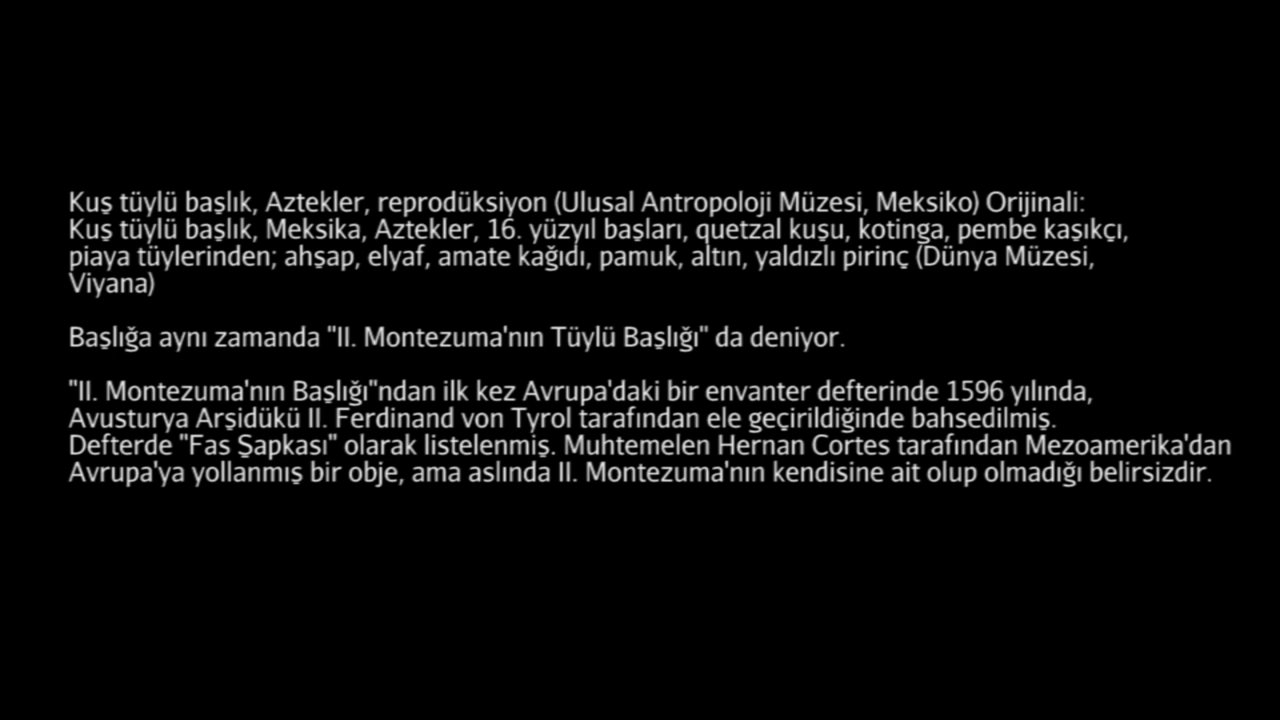 Kuş tüylü başlık, Aztekler, reprodüksiyon (Ulusal Antropoloji Müzesi, Meksiko) Orijinali:
Kuş tüylü başlık, Meksika, Aztekler, 16. yüzyıl başları, quetzal kuşu, kotinga, pembe kaşıkçı,
piaya tüylerinden; ahşap, elyaf, amate kağıdı, pamuk, altın, yaldızlı pirinç (Dünya Müzesi,
Viyana)
Başlığa aynı zamanda "II. Montezuma'nın Tüylü Başlığı" da deniyor.
"II. Montezuma'nın Başlığı"ndan ilk kez Avrupa'daki bir envanter defterinde 1596 yılında,
Avusturya Arşidükü II. Ferdinand von Tyrol tarafından ele geçirildiğinde bahsedilmiş.
Defterde "Fas Şapkası" olarak listelenmiş. Muhtemelen Hernan Cortes tarafından Mezoamerika'dan
Avrupa'ya yollanmış bir obje, ama aslında II. Montezuma'nın kendisine ait olup olmadığı belirsizdir.